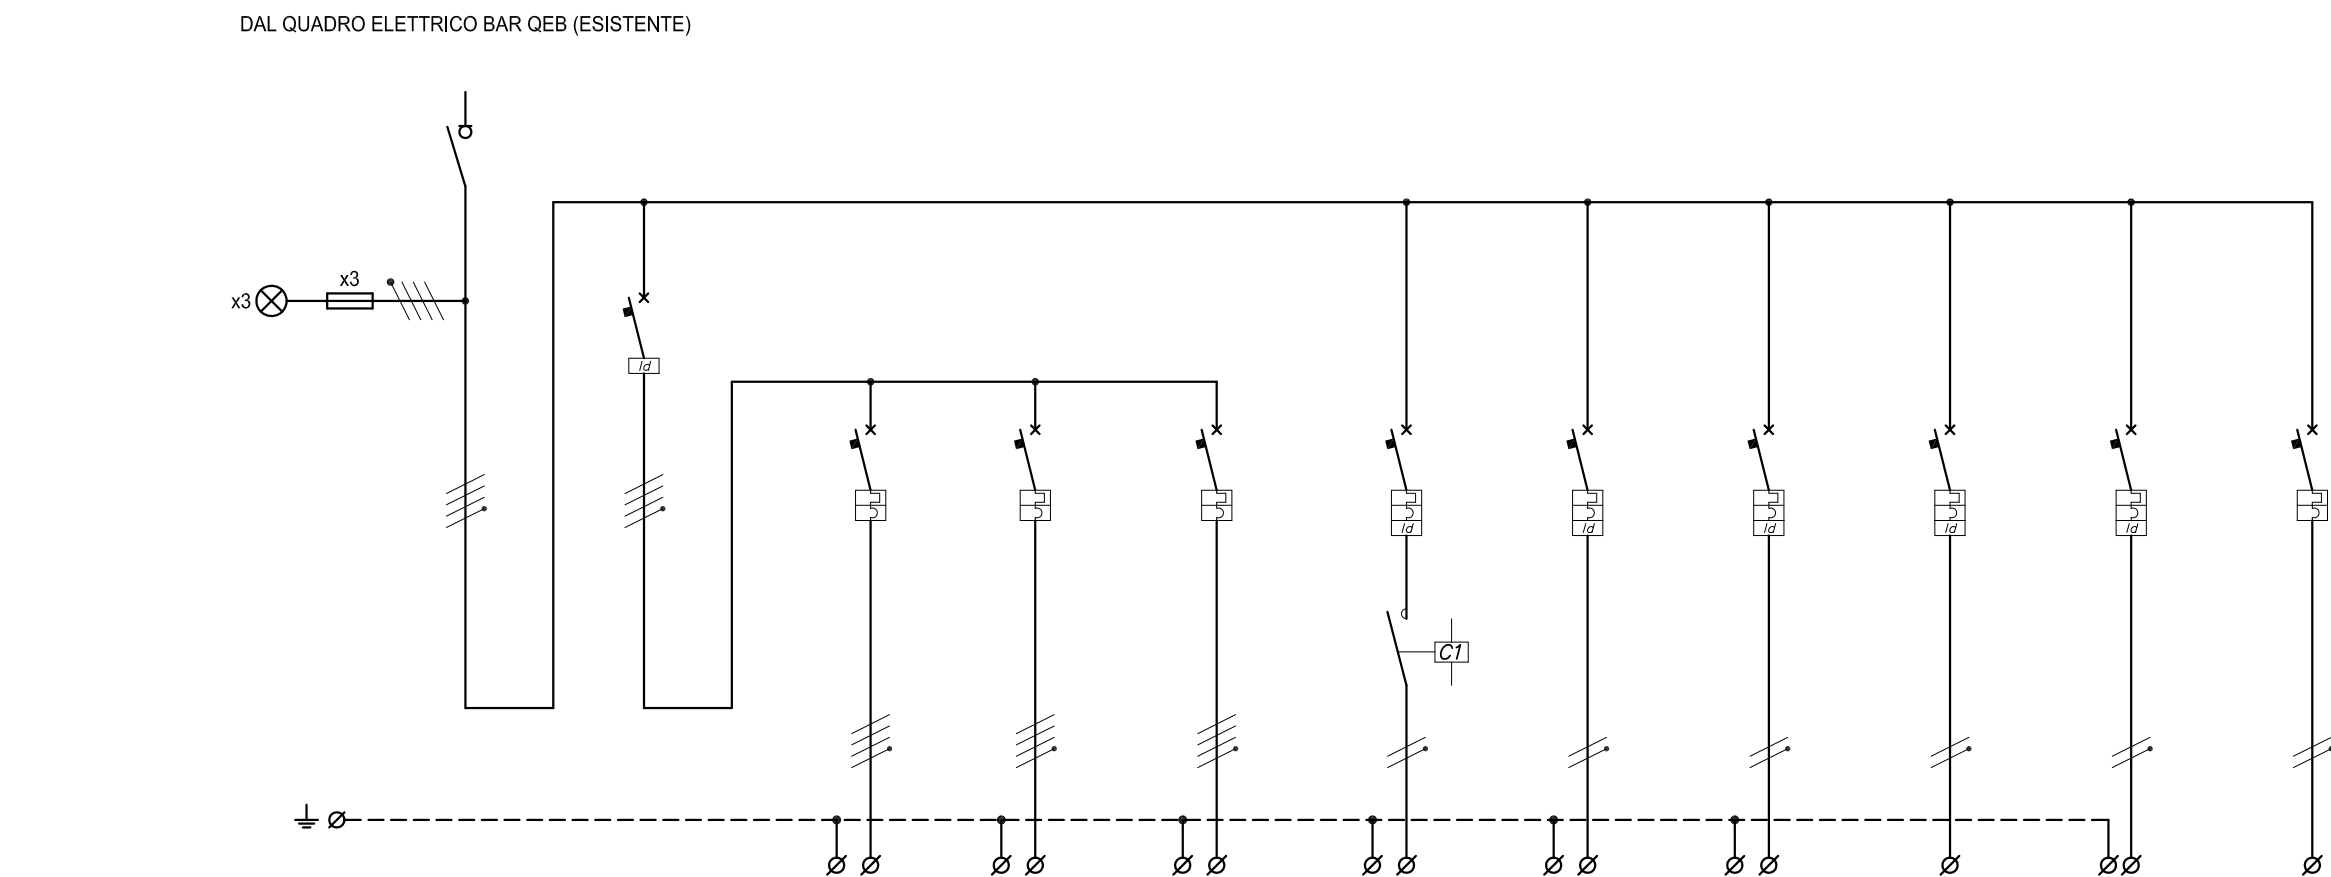 DAL QUADRO ELETTRICO BAR QEB (ESISTENTE)
x3
x3
Id
Id
Id
Id
Id
Id
C1